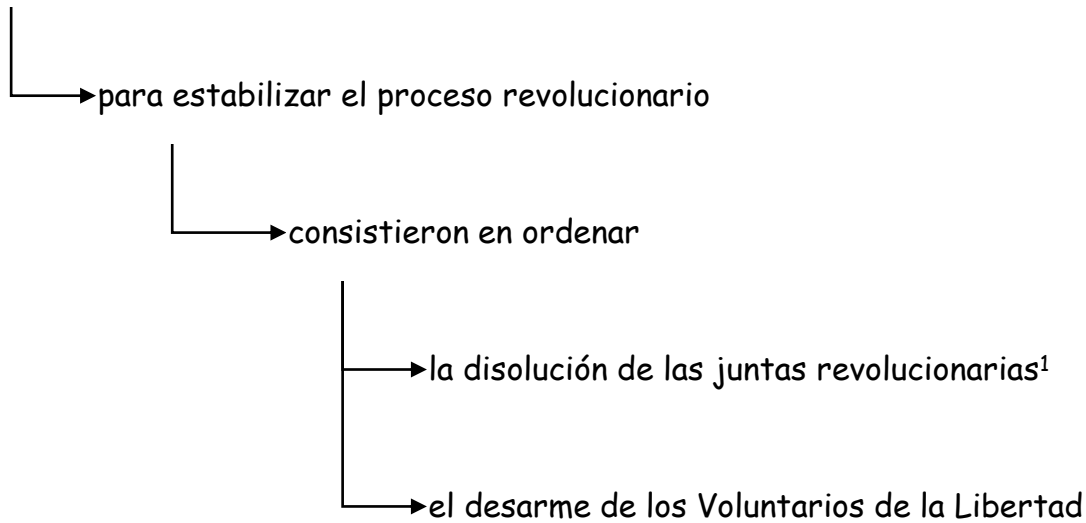 para estabilizar el proceso revolucionario
consistieron en ordenar
la disolución de las juntas revolucionarias¹
el desarme de los Voluntarios de la Libertad